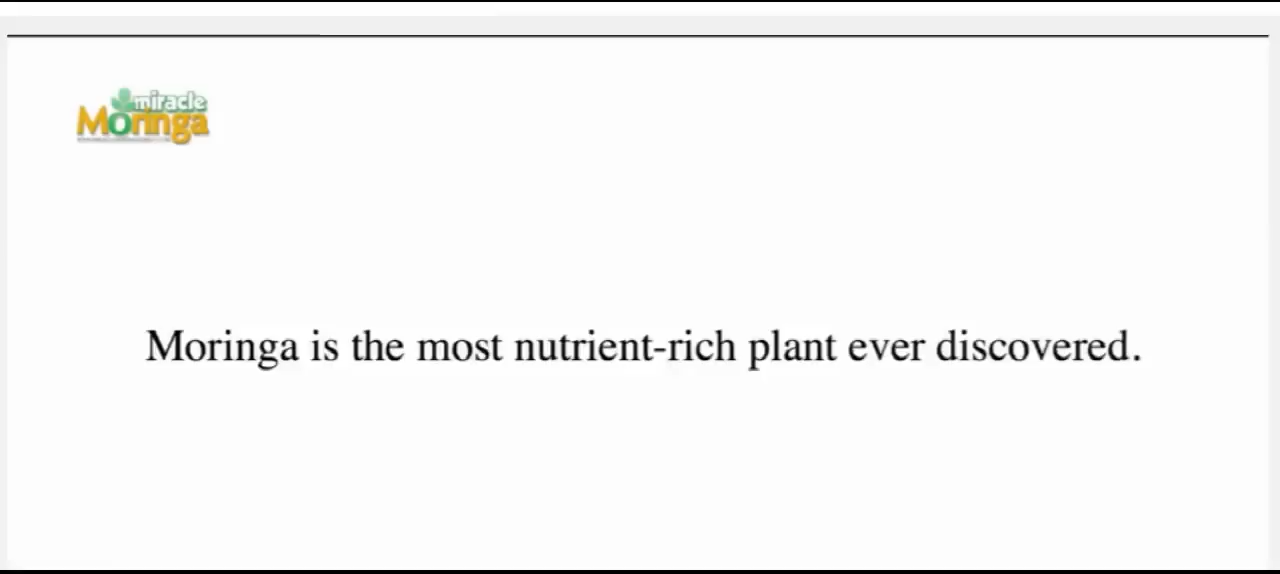 miracle
Moringa
Moringa is the most nutrient-rich plant ever discovered.